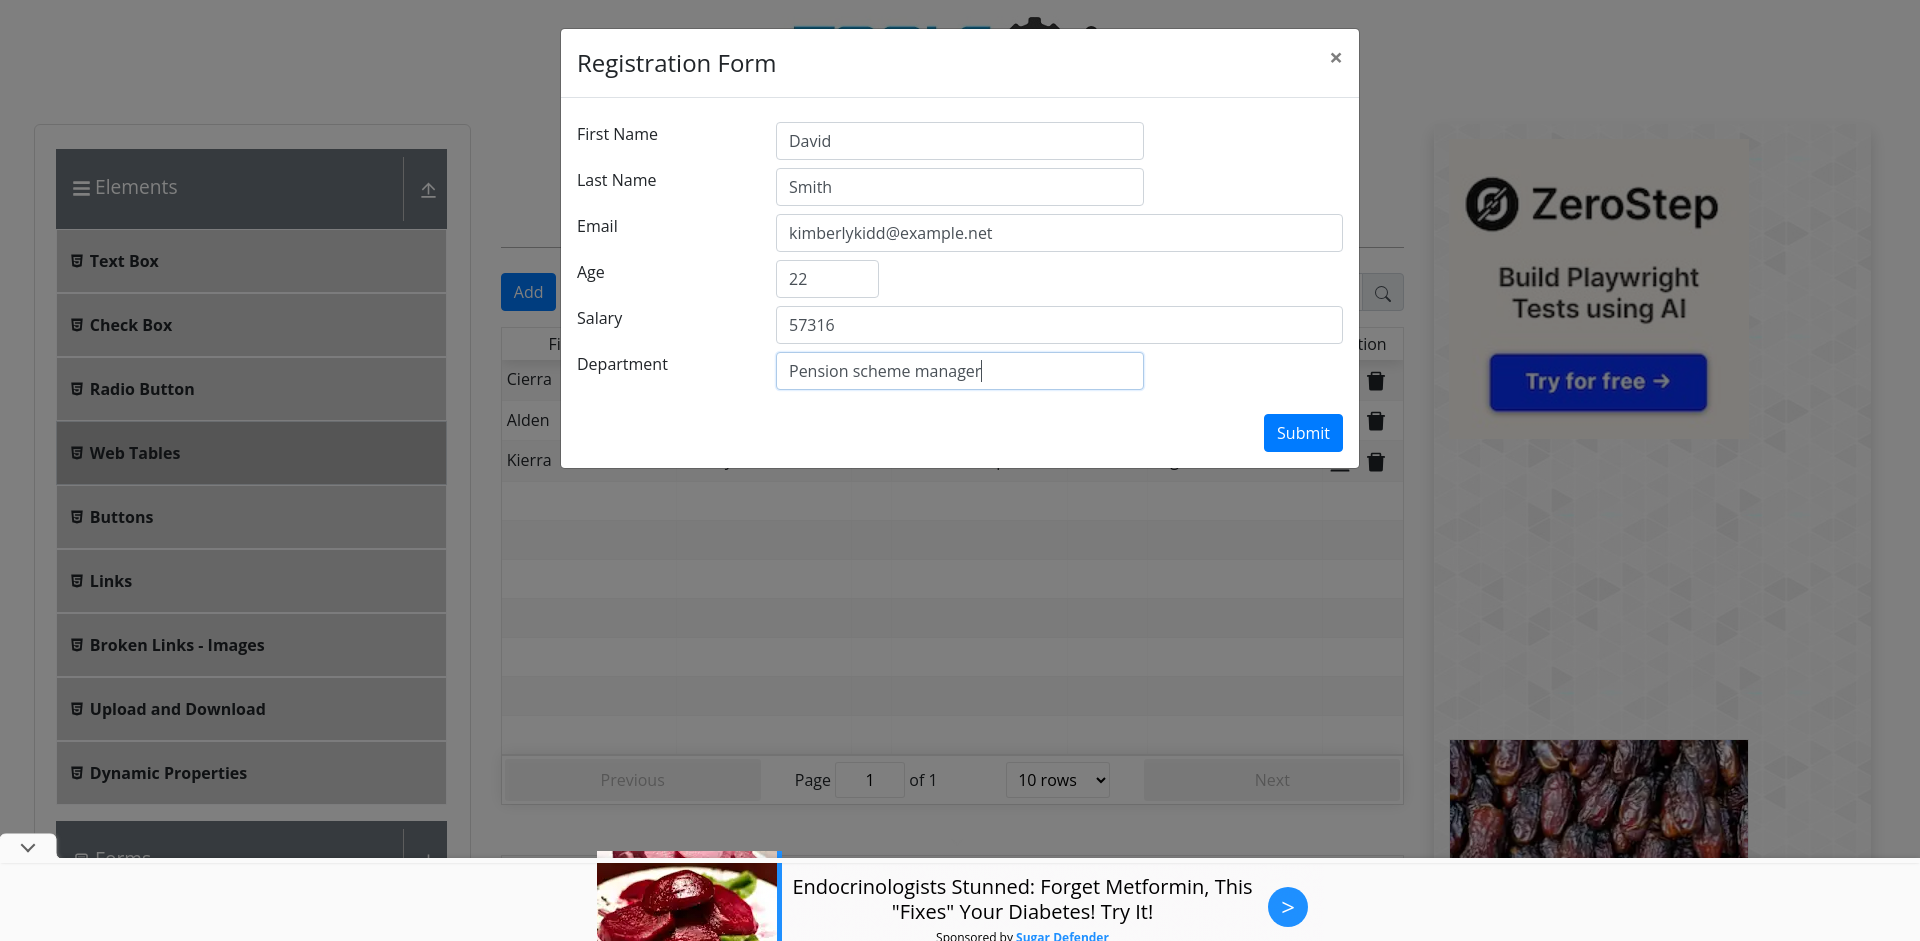 Registration Form
×
First Name
David
Last Name
Smith
Email
kimberlykidd@example.net
Age
22
Salary
57316
Department
Pension scheme manager
Submit
Elements
Text Box
Check Box
Radio Button
Web Tables
Buttons
Links
Broken Links - Images
Upload and Download
Dynamic Properties
Add
Cierra
Alden
Kierra
Previous
Page 1 of 1
10 rows
Next
ZeroStep
Build Playwright
Tests using AI
Try for free →
Endocrinologists Stunned: Forget Metformin, This
"Fixes" Your Diabetes! Try It!
>
Sponsored by Sugar Defender